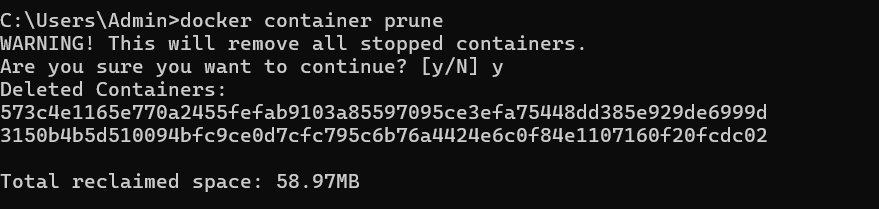 C:\Users\Admin>docker container prune
WARNING! This will remove all stopped containers.
Are you sure you want to continue? [y/N] y
Deleted Containers:
573c4e1165e770a2455fefab9103a85597095ce3efa75448dd385e929de6999d
3150b4b5d510094bfc9ce0d7cfc795c6b76a4424e6c0f84e1107160f20fcdc02
Total reclaimed space: 58.97MB